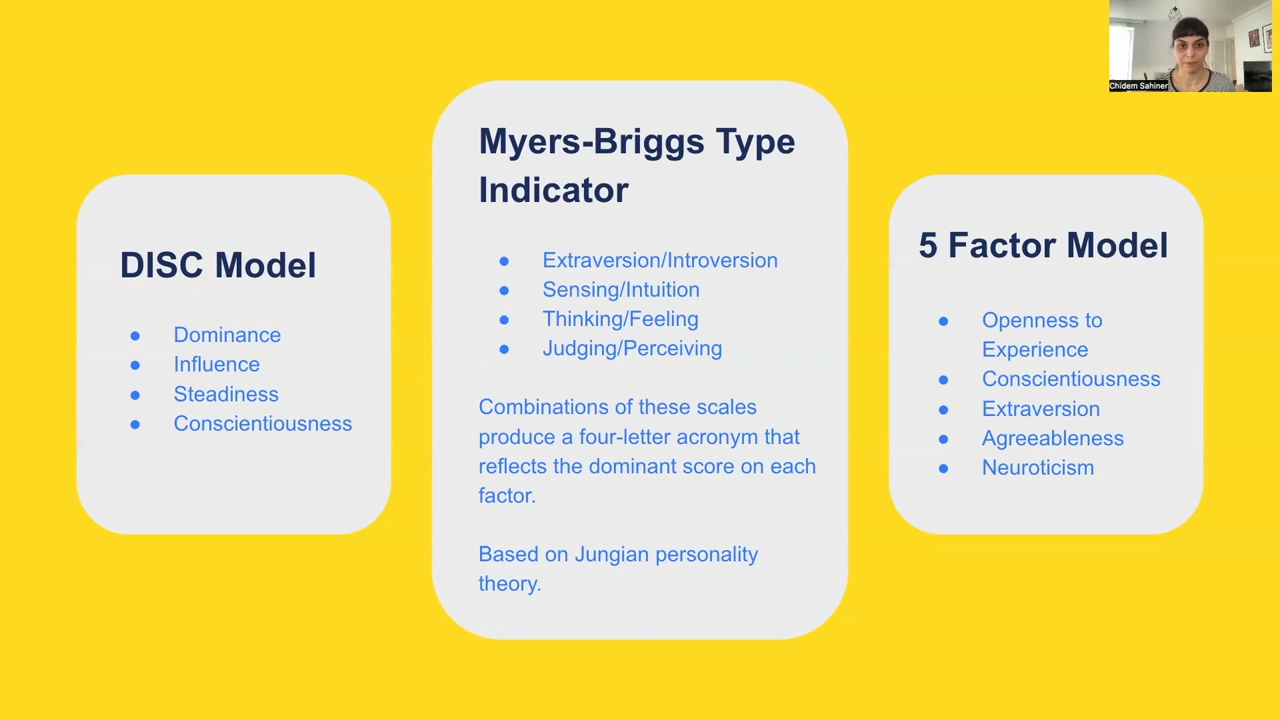 DISC Model
Dominance
Influence
Steadiness
Conscientiousness
Myers-Briggs Type
Indicator
Extraversion/Introversion
Sensing/Intuition
Thinking/Feeling
Judging/Perceiving
Combinations of these scales
produce a four-letter acronym that
reflects the dominant score on each
factor.
Based on Jungian personality
theory.
5 Factor Model
Openness to
Experience
Conscientiousness
Extraversion
Agreeableness
Neuroticism
Chidem Sahiner